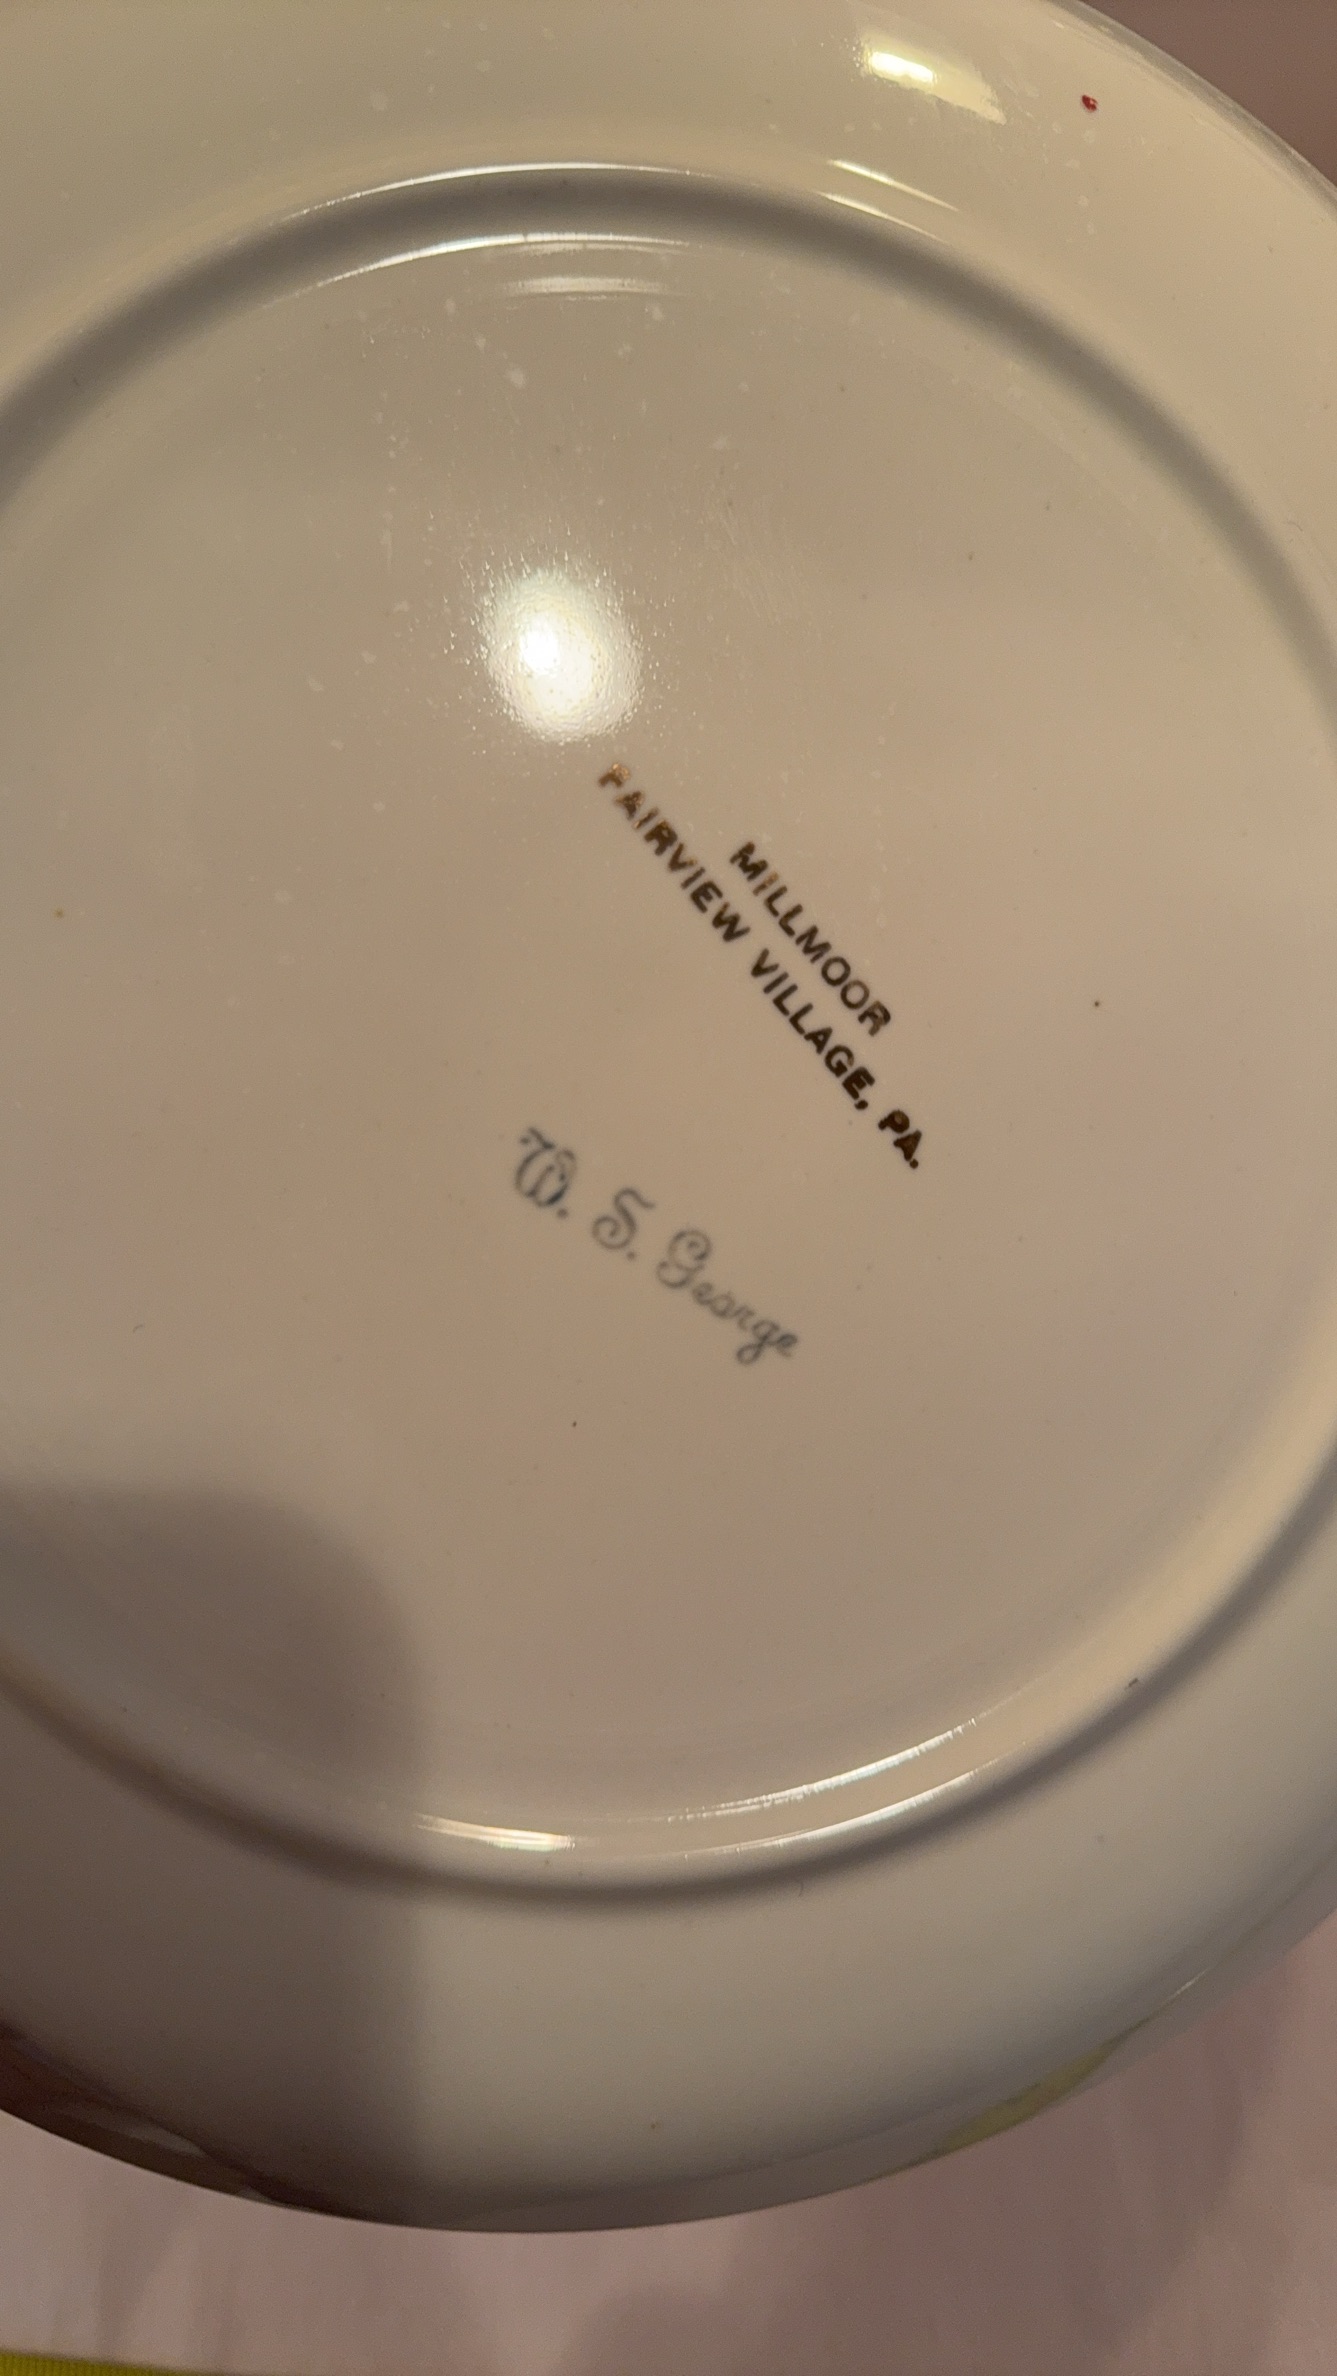 MILLMOOR
FAIRVIEW VILLAGE, PA.
W. S. George